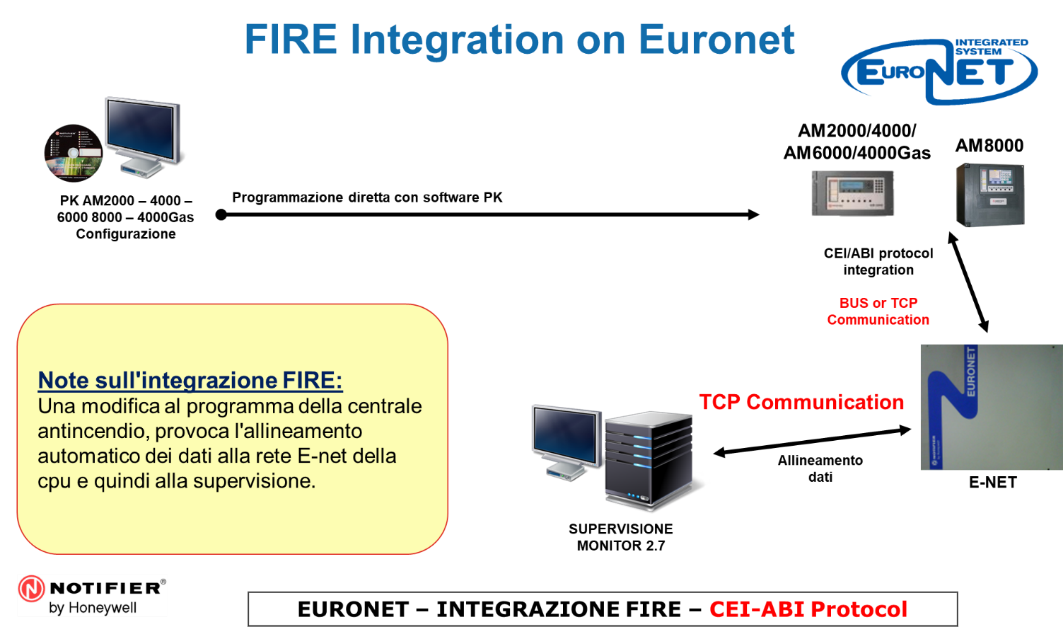 FIRE Integration on Euronet
INTEGRATED
SYSTEM
EURONET
AM2000/4000/
AM6000/4000Gas
AM8000
NOTIFIER
PK AM2000 – 4000 –
6000 8000 – 4000Gas
Configurazione
Programmazione diretta con software PK
CEI/ABI protocol
integration
BUS or TCP
Communication
Note sull'integrazione FIRE:
Una modifica al programma della centrale
antincendio, provoca l'allineamento
automatico dei dati alla rete E-net della
cpu e quindi alla supervisione.
TCP Communication
Allineamento
dati
EURONET
NOTIFIER
E-NET
SUPERVISIONE
MONITOR 2.7
NOTIFIER®
by Honeywell
EURONET – INTEGRAZIONE FIRE – CEI-ABI Protocol